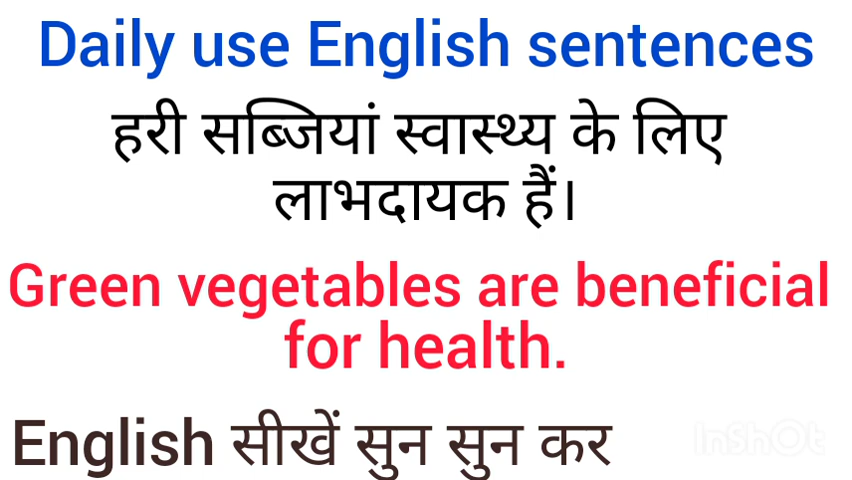 Daily use English sentences
हरी सब्जियां स्वास्थ्य के लिए
लाभदायक हैं।
Green vegetables are beneficial
for health.
English सीखें सुन सुन कर
InShOt